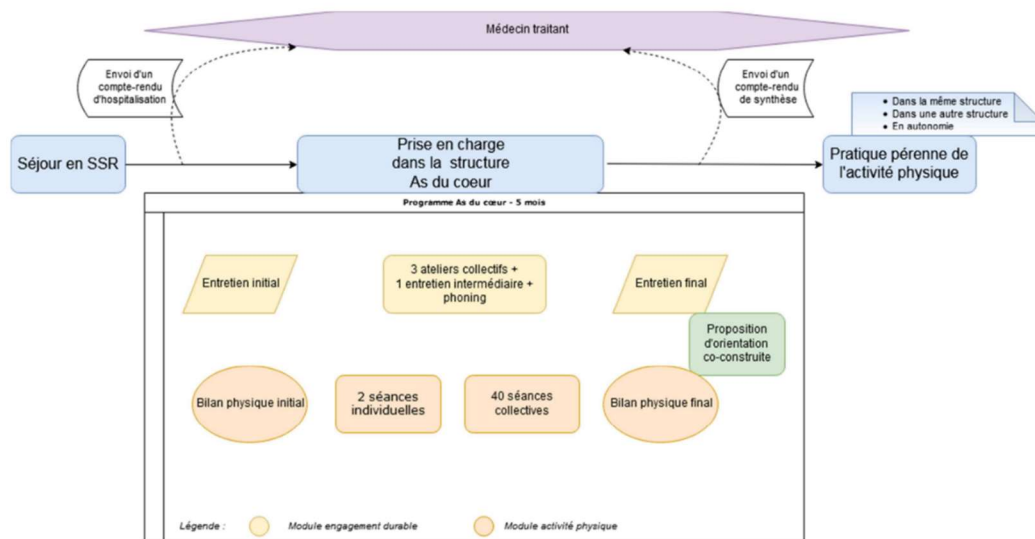 Médecin traitant
Envoi d'un
compte-rendu
d'hospitalisation
Envoi d'un
compte-rendu
de synthèse
• Dans la même structure
• Dans une autre structure
• En autonomie
Séjour en SSR
Prise en charge
dans la structure
As du coeur
Pratique pérenne de
l'activité physique
Programme As du cœur - 5 mois
Entretien initial
3 ateliers collectifs +
1 entretien intermédiaire +
phoning
Entretien final
Proposition
d'orientation
co-construite
Bilan physique initial
2 séances
individuelles
40 séances
collectives
Bilan physique final
Légende :
Module engagement durable
Module activité physique